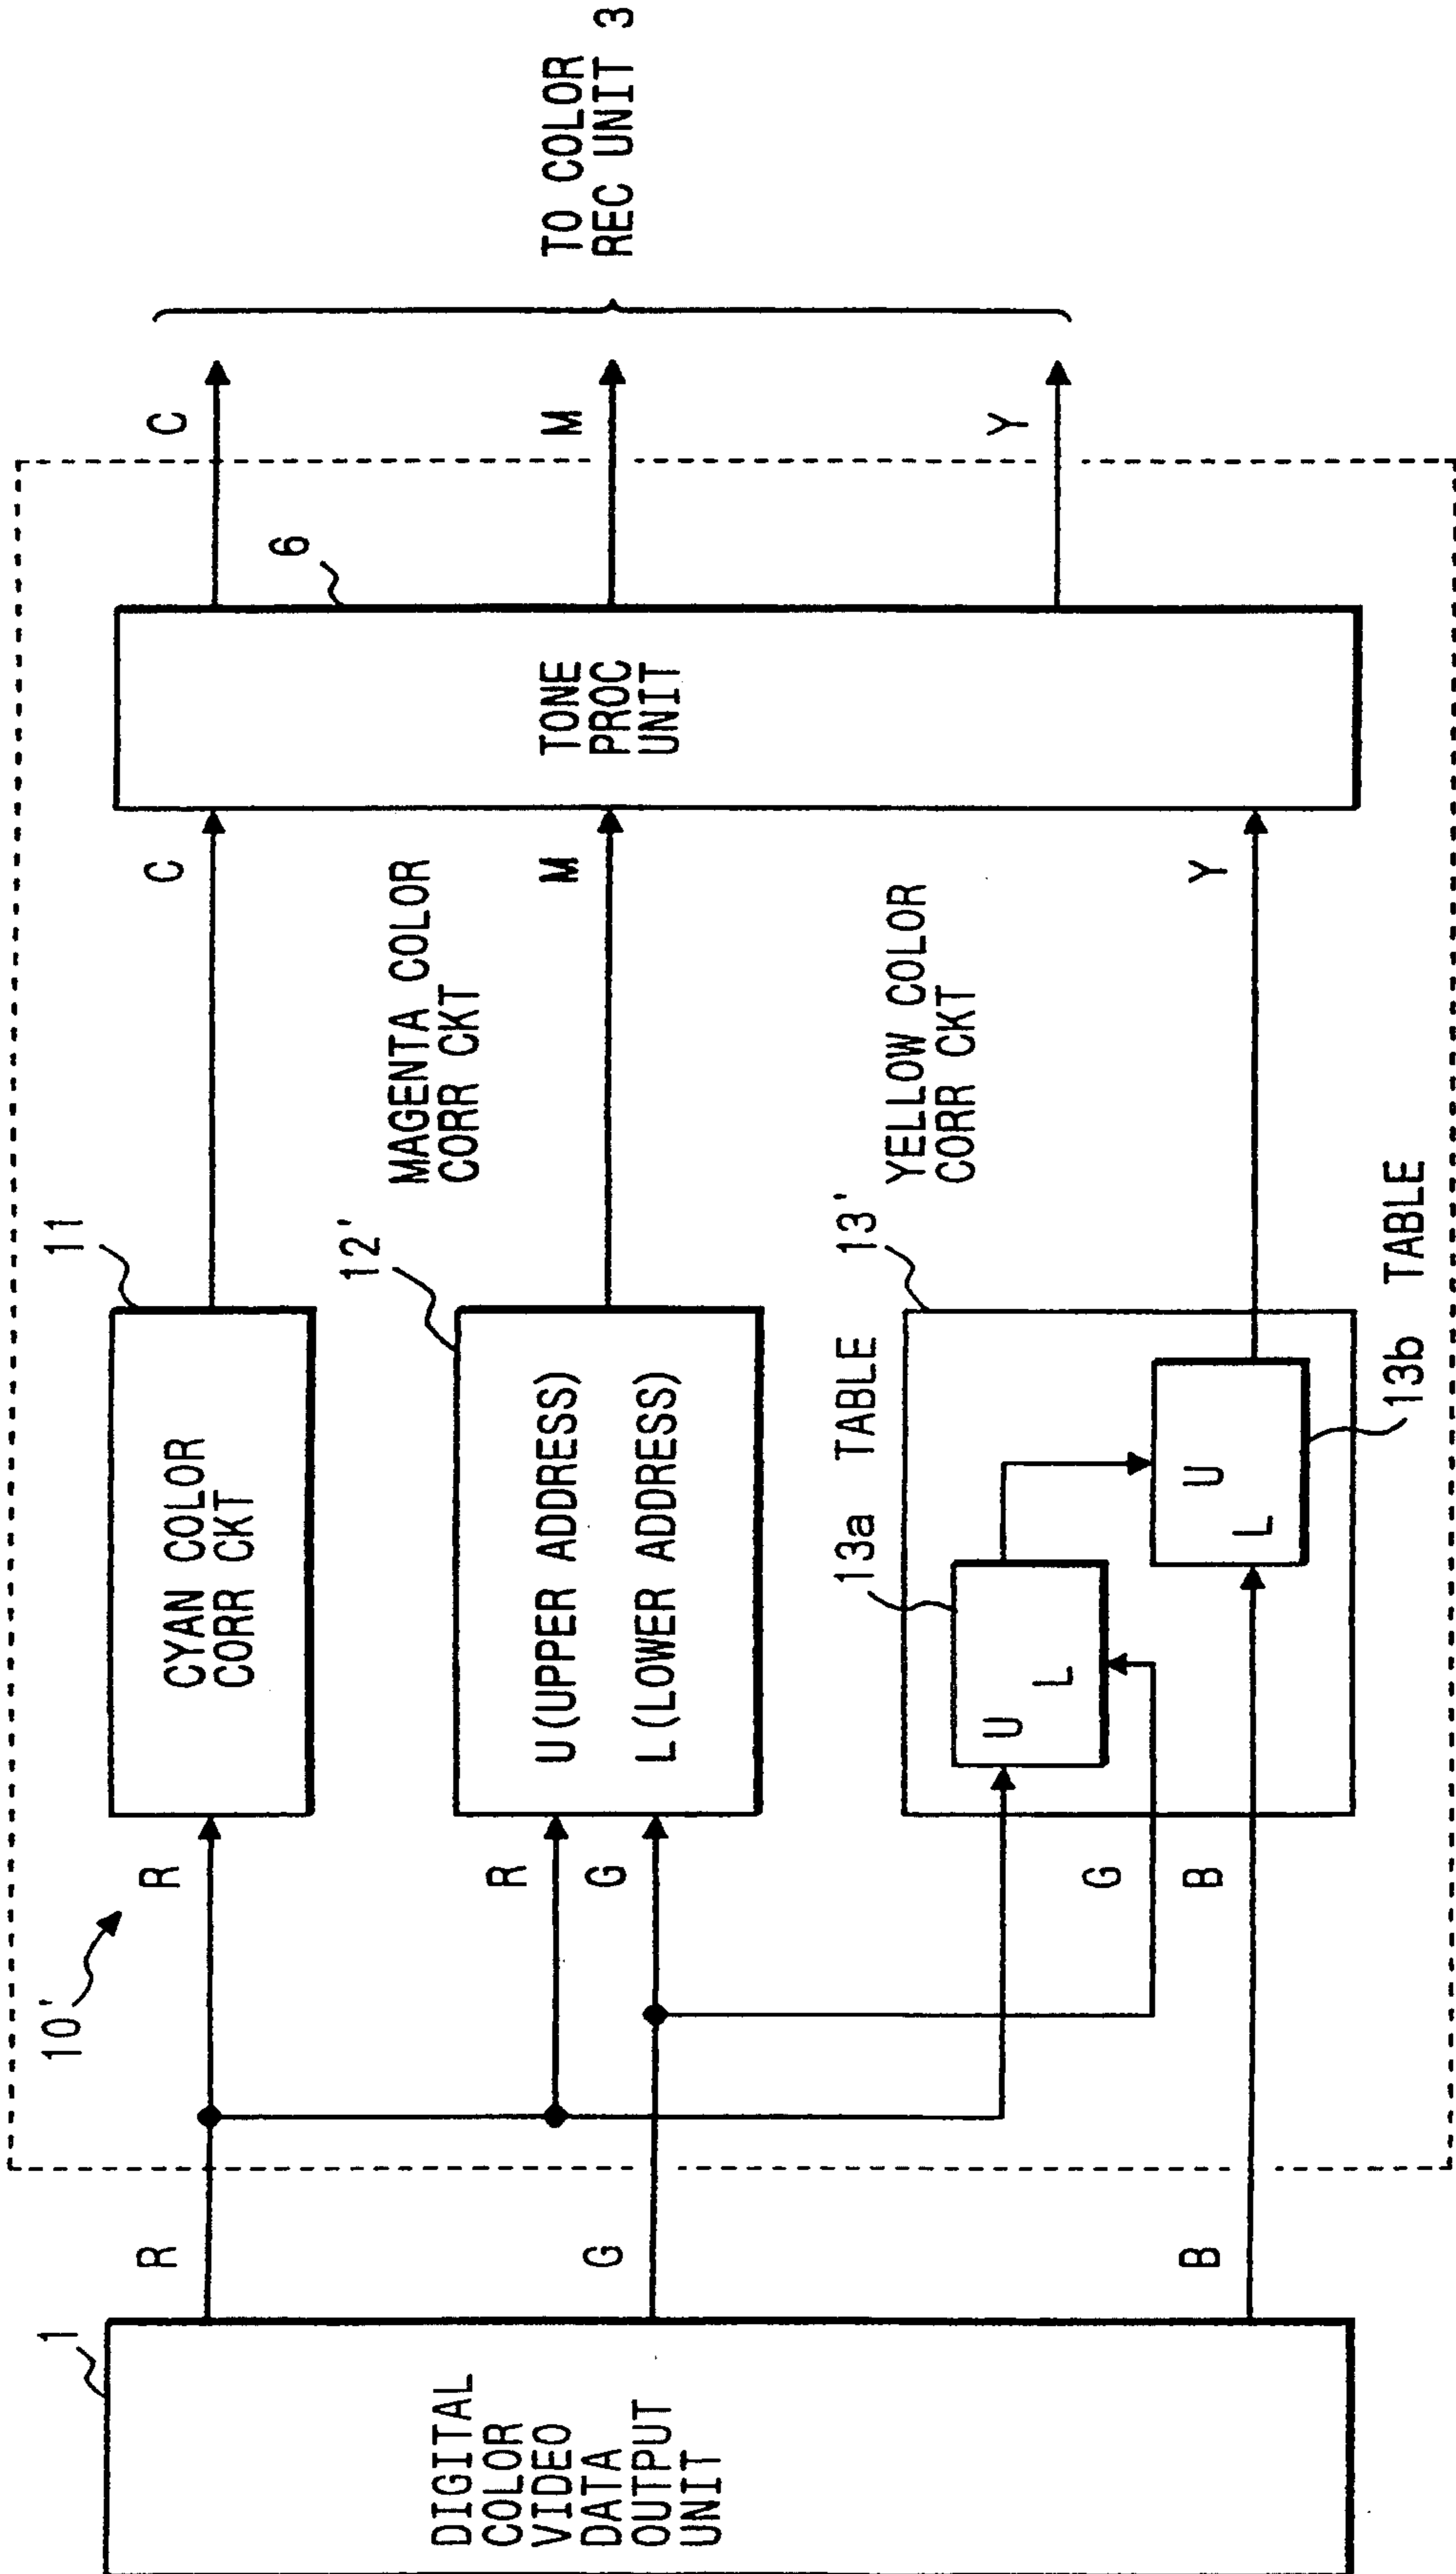 1
DIGITAL
COLOR
VIDEO
DATA
OUTPUT
UNIT
R
G
B
10'
R
R
G
G
B
11
CYAN COLOR
CORR CKT
12'
U(UPPER ADDRESS)
L(LOWER ADDRESS)
MAGENTA COLOR
CORR CKT
13a TABLE
13'
U
L
U
L
13b TABLE
YELLOW COLOR
CORR CKT
C
M
Y
6
TONE
PROC
UNIT
C
M
Y
TO COLOR
REC UNIT 3